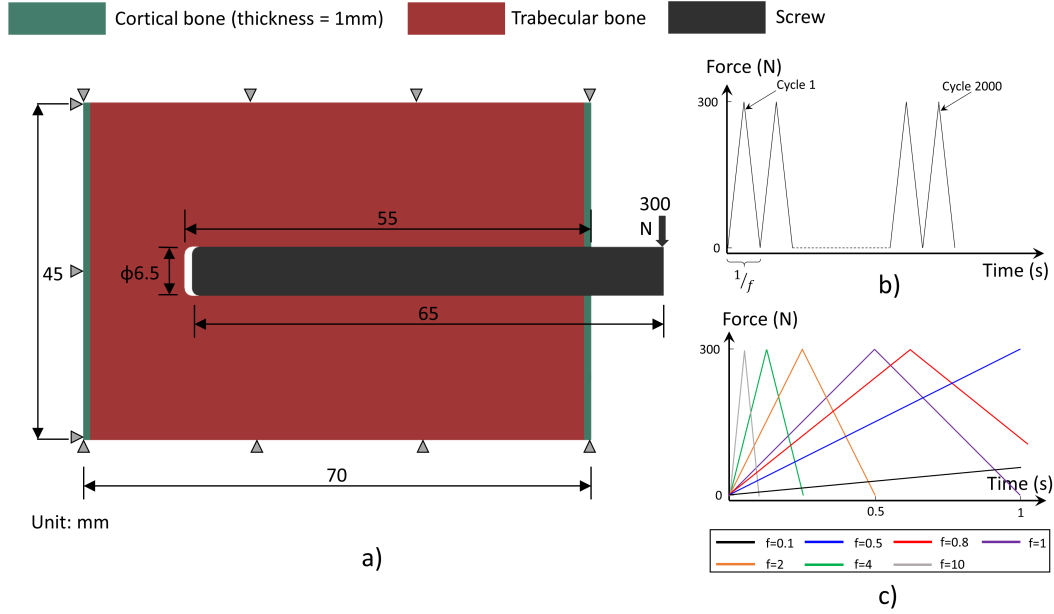 Cortical bone (thickness = 1mm)
Trabecular bone
Screw
55
300
N
45
ϕ6.5
65
70
Unit: mm
a)
Force (N)
Cycle 1
Cycle 2000
300
0
Time (s)
1/f
b)
Force (N)
300
0
Time (s)
0.5
1
f=0.1
f=0.5
f=0.8
f=1
f=2
f=4
f=10
c)